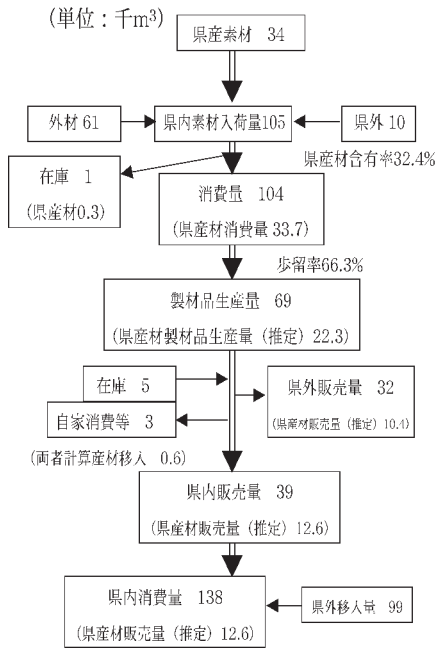 (単位：千m³)
県産素材　34
外材 61
県内素材入荷量105
県外 10
県産材含有率32.4%
在庫　1
(県産材0.3)
消費量　104
(県産材消費量 33.7)
歩留率66.3%
製材品生産量　69
(県産材製材品生産量（推定）22.3)
在庫　5
自家消費等　3
県外販売量　32
(県産材販売量（推定）10.4)
(両者計算産材移入　0.6)
県内販売量　39
(県産材販売量（推定）12.6)
県内消費量　138
(県産材販売量（推定）12.6)
県外移入量　99